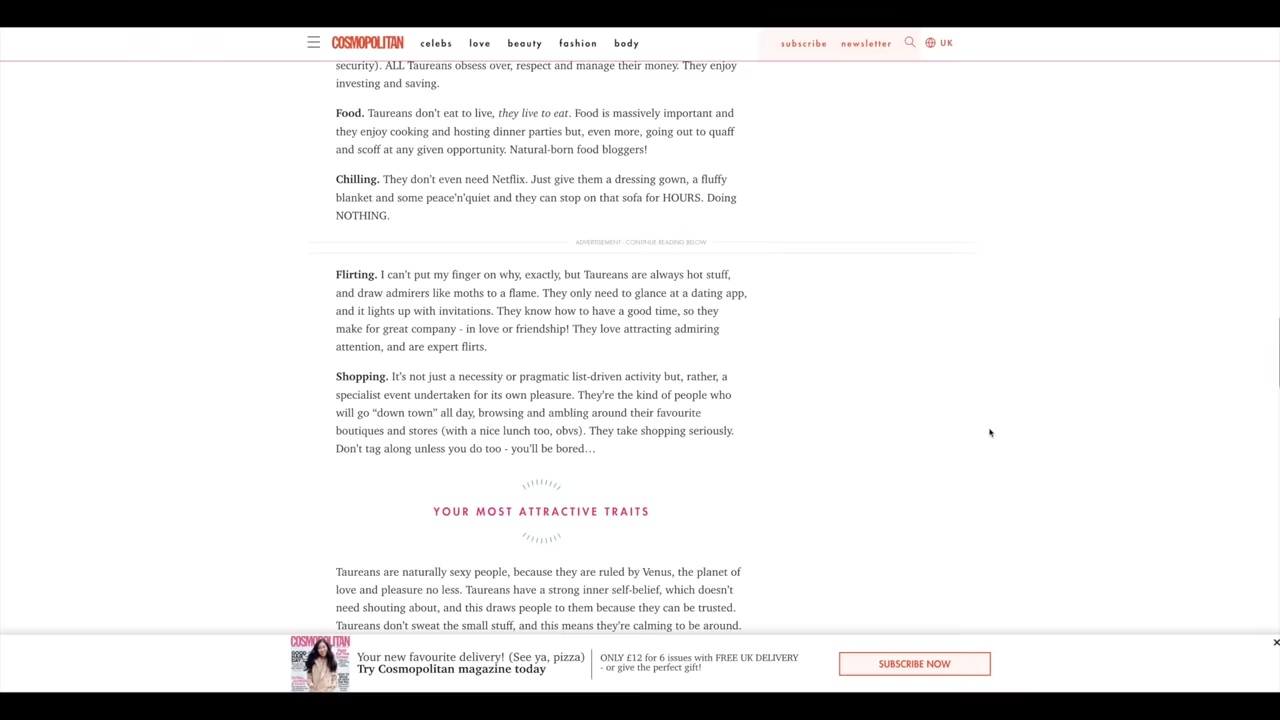 COSMOPOLITAN celebs love beauty fashion body subscribe newsletter UK
security). ALL Taureans obsess over, respect and manage their money. They enjoy
investing and saving.
Food. Taureans don’t eat to live, they live to eat. Food is massively important and
they enjoy cooking and hosting dinner parties but, even more, going out to quaff
and scoff at any given opportunity. Natural-born food bloggers!
Chilling. They don’t even need Netflix. Just give them a dressing gown, a fluffy
blanket and some peace’n’quiet and they can stop on that sofa for HOURS. Doing
NOTHING.
ADVERTISEMENT - CONTINUE READING BELOW
Flirting. I can’t put my finger on why, exactly, but Taureans are always hot stuff,
and draw admirers like moths to a flame. They only need to glance at a dating app,
and it lights up with invitations. They know how to have a good time, so they
make for great company - in love or friendship! They love attracting admiring
attention, and are expert flirts.
Shopping. It’s not just a necessity or pragmatic list-driven activity but, rather, a
specialist event undertaken for its own pleasure. They’re the kind of people who
will go “down town” all day, browsing and ambling around their favourite
boutiques and stores (with a nice lunch too, obvs). They take shopping seriously.
Don’t tag along unless you do too - you’ll be bored…
YOUR MOST ATTRACTIVE TRAITS
Taureans are naturally sexy people, because they are ruled by Venus, the planet of
love and pleasure no less. Taureans have a strong inner self-belief, which doesn’t
need shouting about, and this draws people to them because they can be trusted.
Taureans don’t sweat the small stuff, and this means they’re calming to be around.
COSMOPOLITAN
Your new favourite delivery! (See ya, pizza)
Try Cosmopolitan magazine today
ONLY £12 for 6 issues with FREE UK DELIVERY
- or give the perfect gift!
SUBSCRIBE NOW